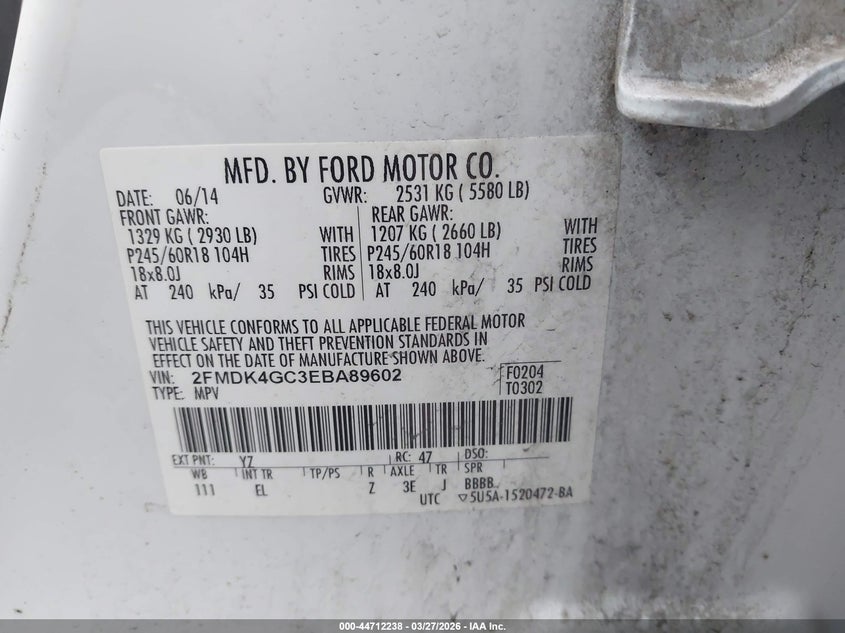 MFD. BY FORD MOTOR CO.
DATE: 06/14 GVWR: 2531 KG ( 5580 LB)
FRONT GAWR: REAR GAWR:
1329 KG ( 2930 LB) WITH 1207 KG ( 2660 LB) WITH
P245/60R18 104H TIRES P245/60R18 104H TIRES
18x8.0J RIMS 18x8.0J RIMS
AT 240 kPa/ 35 PSI COLD AT 240 kPa/ 35 PSI COLD
THIS VEHICLE CONFORMS TO ALL APPLICABLE FEDERAL MOTOR
VEHICLE SAFETY AND THEFT PREVENTION STANDARDS IN
EFFECT ON THE DATE OF MANUFACTURE SHOWN ABOVE.
VIN: 2FMDK4GC3EBA89602 F0204
TYPE: MPV T0302
EXT PNT: Y7 RC: 47 DSO:
WB INT TR TP/PS R AXLE TR SPR
111 EL Z 3E J BBBB
UTC ▽5U5A-1520472-BA
000-44712238 - 03/27/2026 - IAA Inc.